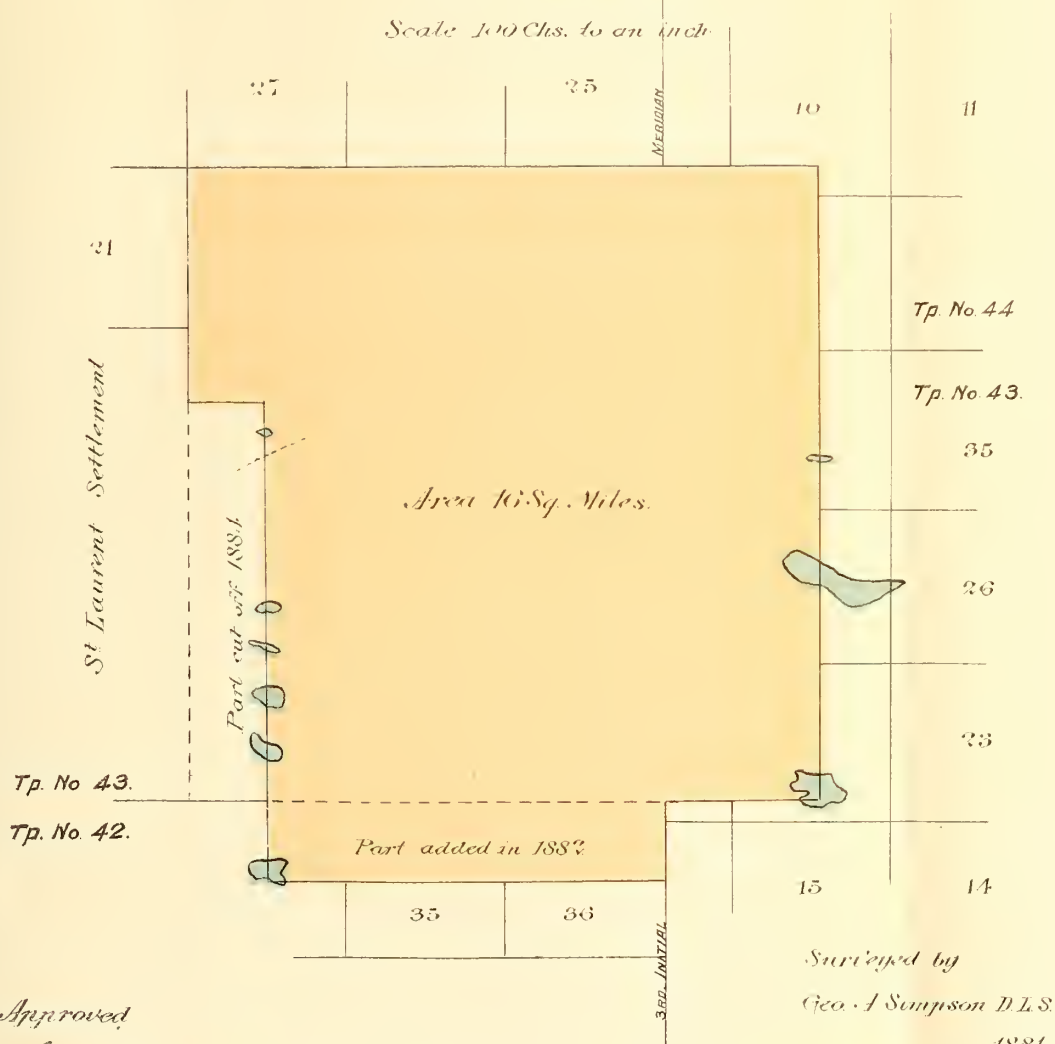 Scale 100 Chs. to an inch
27
25
MERIDIAN
10
11
21
Tp. No. 44
Tp. No. 43.
St Laurent Settlement
35
Area 16 Sq. Miles.
Part cut off 1884
26
23
Tp. No 43.
Tp. No. 42.
Part added in 188
15
14
35
36
3RD. INITIAL
Surveyed by
Geo. A Simpson D.L.S.
Approved
1881